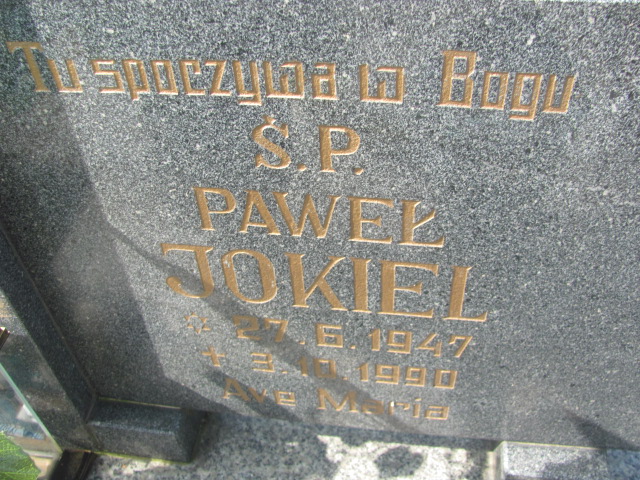 Tu spoczywa w Bogu
Ś.P.
PAWEŁ
JOKIEL
* 27.6.1947
+ 3.10.1990
Ave Maria